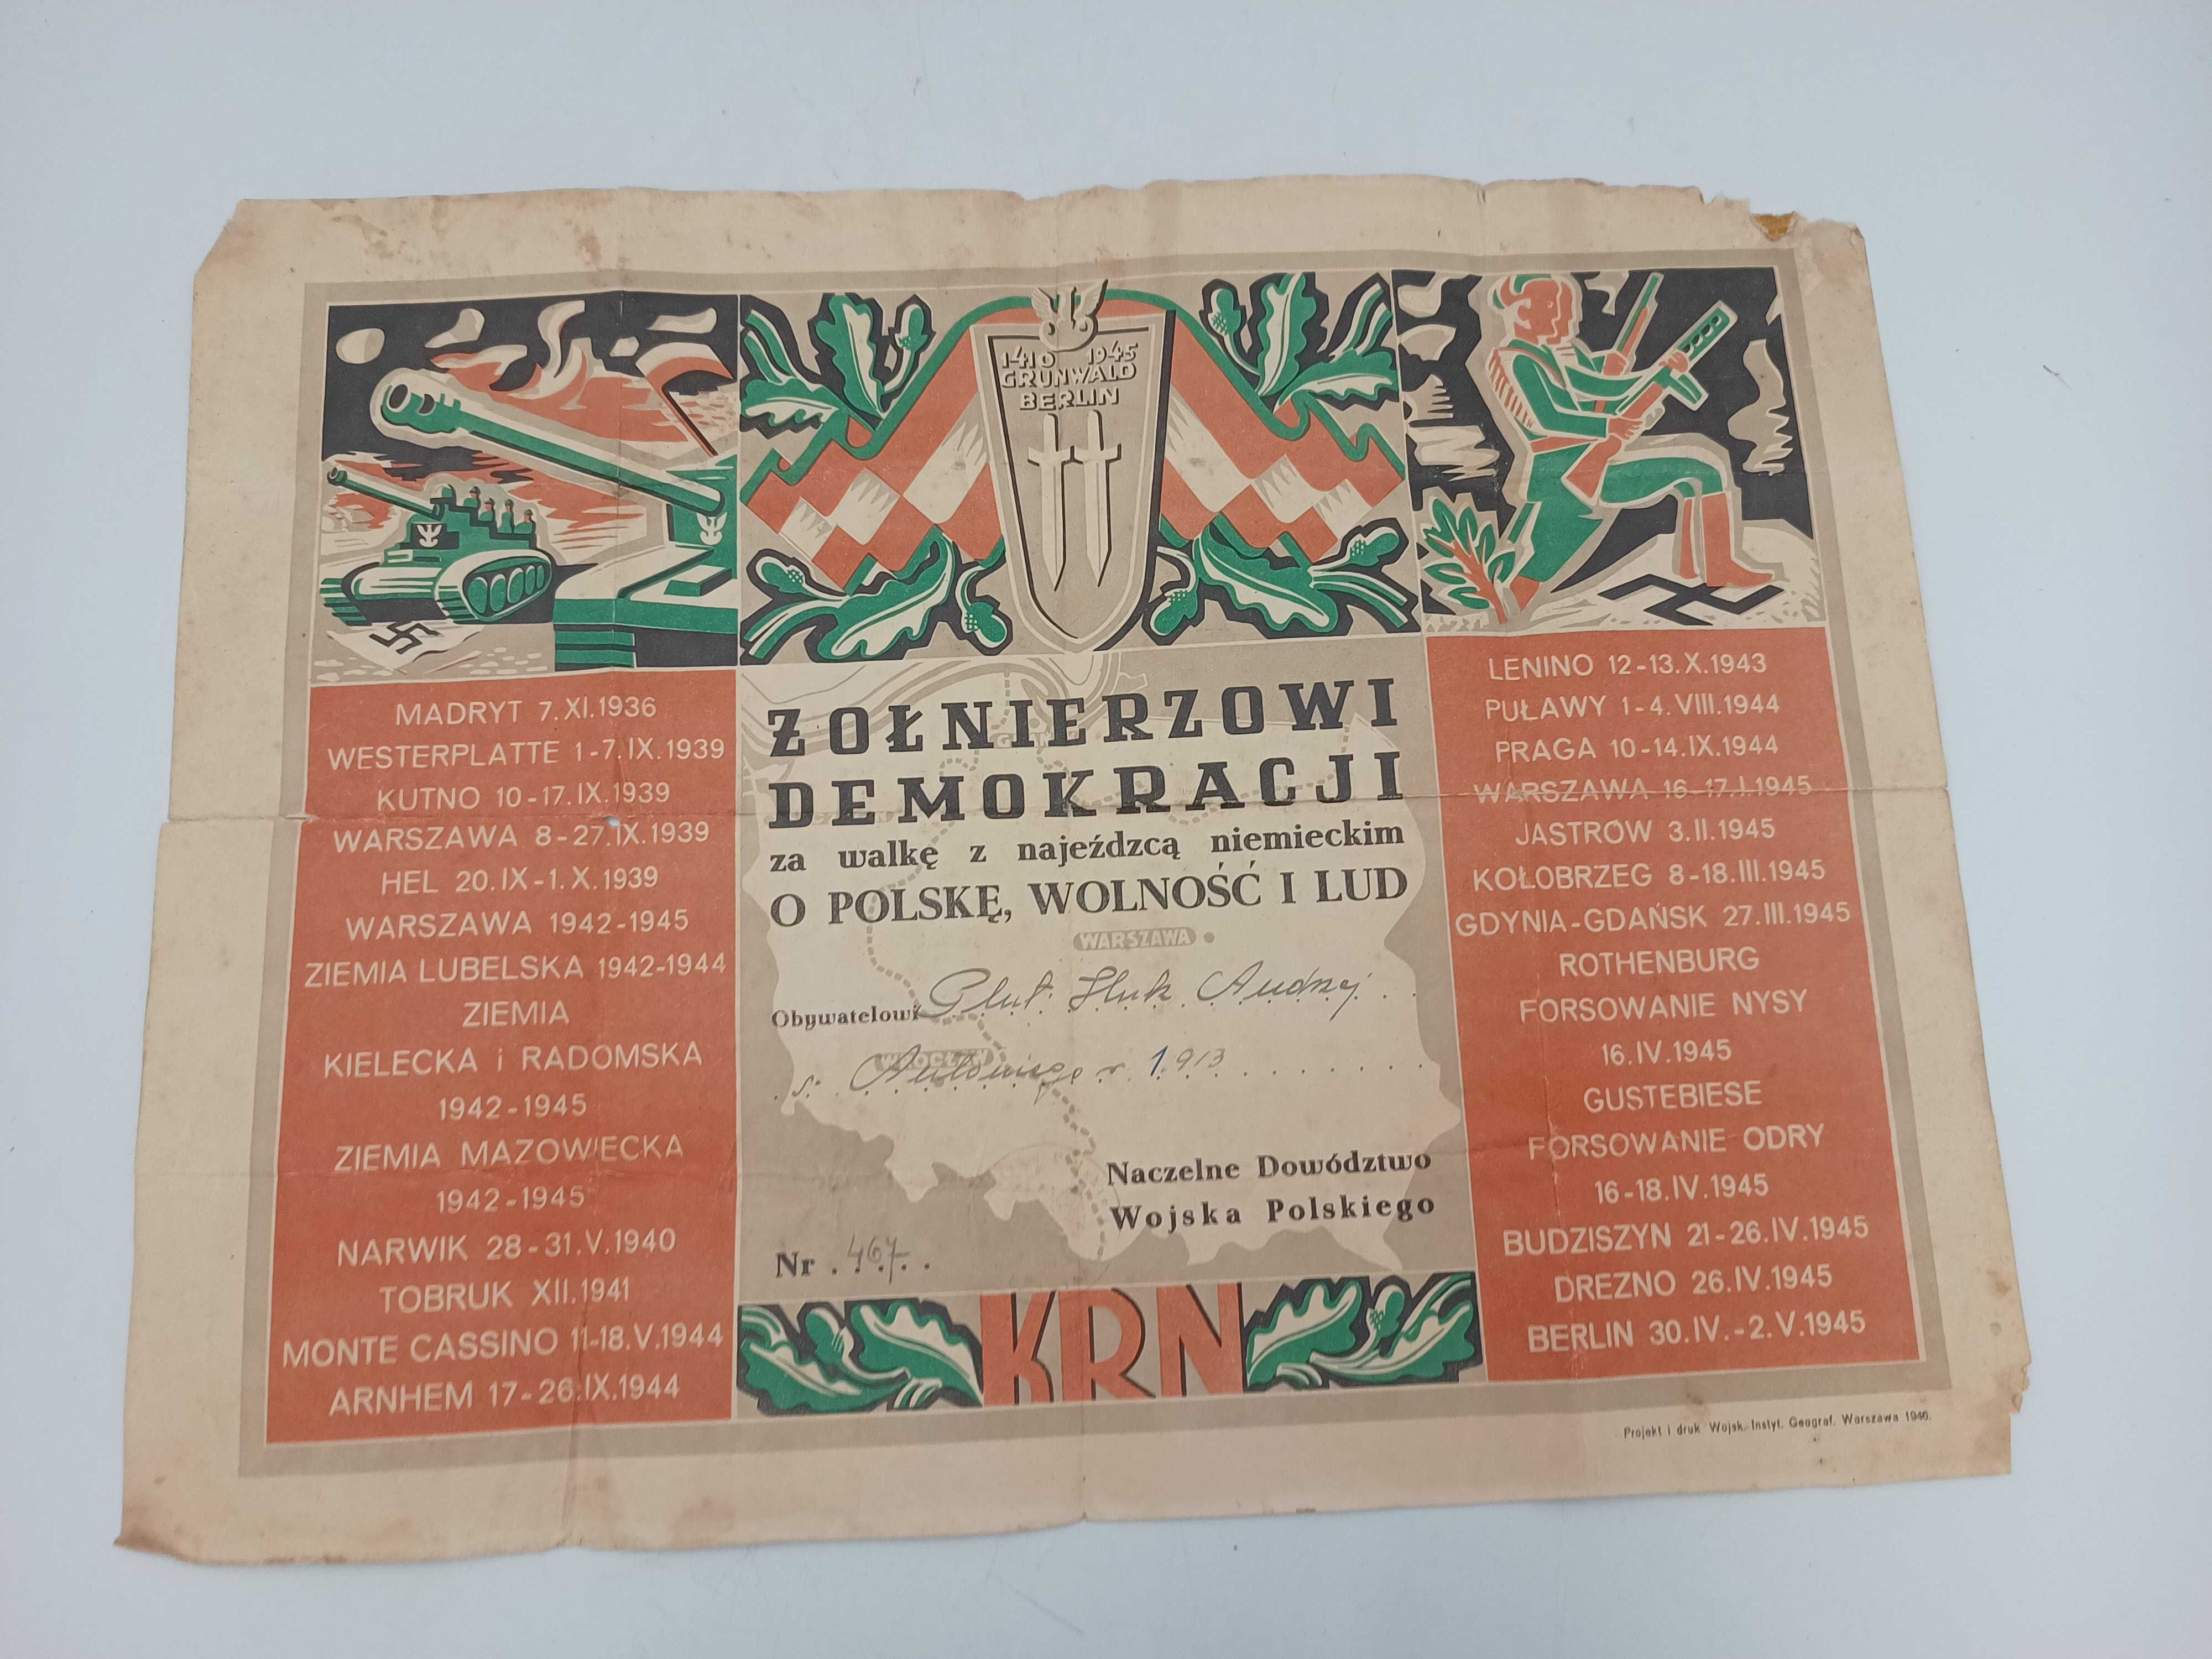 1410 1945
GRUNWALD
BERLIN
MADRYT 7.XI.1936
WESTERPLATTE 1-7.IX.1939
KUTNO 10-17.IX.1939
WARSZAWA 8-27.IX.1939
HEL 20.IX-1.X.1939
WARSZAWA 1942-1945
ZIEMIA LUBELSKA 1942-1944
ZIEMIA
KIELECKA i RADOMSKA
1942-1945
ZIEMIA MAZOWIECKA
1942-1945
NARWIK 28-31.V.1940
TOBRUK XII.1941
MONTE CASSINO 11-18.V.1944
ARNHEM 17-26.IX.1944
ŻOŁNIERZOWI
DEMOKRACJI
za walkę z najeźdzcą niemieckim
O POLSKĘ, WOLNOŚĆ I LUD
WARSZAWA
Obywatelowi Plut. Huk Andrzej
WROCŁAW
s. Antoniego r. 1913
Naczelne Dowództwo
Wojska Polskiego
Nr. 467
KRN
LENINO 12-13.X.1943
PUŁAWY 1-4.VIII.1944
PRAGA 10-14.IX.1944
WARSZAWA 16-17.I.1945
JASTROW 3.II.1945
KOŁOBRZEG 8-18.III.1945
GDYNIA-GDAŃSK 27.III.1945
ROTHENBURG
FORSOWANIE NYSY
16.IV.1945
GUSTEBIESE
FORSOWANIE ODRY
16-18.IV.1945
BUDZISZYN 21-26.IV.1945
DREZNO 26.IV.1945
BERLIN 30.IV.-2.V.1945
Projekt i druk Wojsk. Instyt. Geograf. Warszawa 1946.